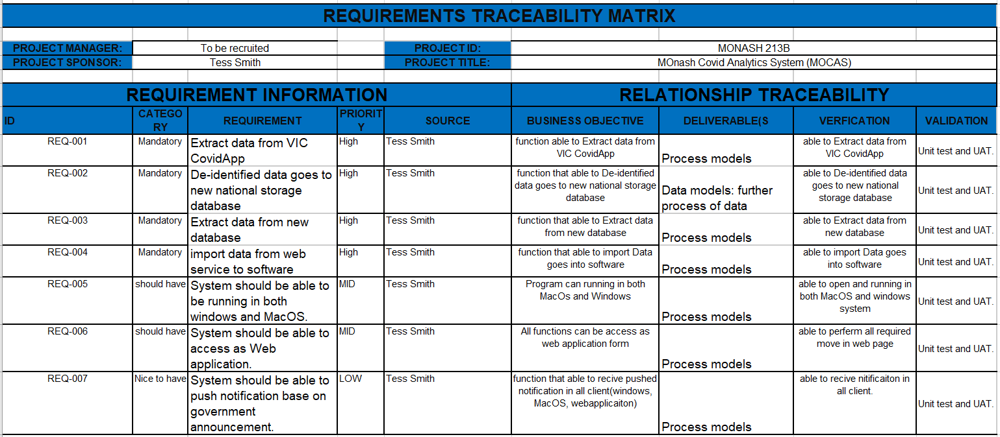 REQUIREMENTS TRACEABILITY MATRIX
PROJECT MANAGER: To be recruited PROJECT ID: MONASH 213B
PROJECT SPONSOR: Tess Smith PROJECT TITLE: MOnash Covid Analytics System (MOCAS)
REQUIREMENT INFORMATION RELATIONSHIP TRACEABILITY
ID
CATEGO
RY
REQUIREMENT
PRIORIT
Y
SOURCE
BUSINESS OBJECTIVE
DELIVERABLE(S
VERFICATION
VALIDATION
REQ-001
Mandatory
Extract data from VIC
CovidApp
High
Tess Smith
function able to Extract data from
VIC CovidApp
Process models
able to Extract data from
VIC CovidApp
Unit test and UAT.
REQ-002
Mandatory
De-identified data goes to
new national storage
database
High
Tess Smith
function that able to De-identified
data goes to new national storage
database
Data models: further
process of data
able to De-identified data
goes to new national
storage database
Unit test and UAT.
REQ-003
Mandatory
Extract data from new
database
High
Tess Smith
function that able to Extract data
from new database
Process models
able to Extract data from
new database
Unit test and UAT.
REQ-004
Mandatory
import data from web
service to software
High
Tess Smith
function that able to import Data
goes into software
Process models
able to import Data goes
into software
Unit test and UAT.
REQ-005
should have
System should be able to
be running in both
windows and MacOS.
MID
Tess Smith
Program can running in both
MacOs and Windows
Process models
able to open and running in
both MacOS and windows
system
Unit test and UAT.
REQ-006
should have
System should be able to
access as Web
application.
MID
Tess Smith
All functions can be access as
web application form
Process models
able to perferm all required
move in web page
Unit test and UAT.
REQ-007
Nice to have
System should be able to
push notification base on
government
announcement.
LOW
Tess Smith
function that able to recive pushed
notification in all client(windows,
MacOS, webapplicaiton)
Process models
able to recive nitificaiton in
all client.
Unit test and UAT.